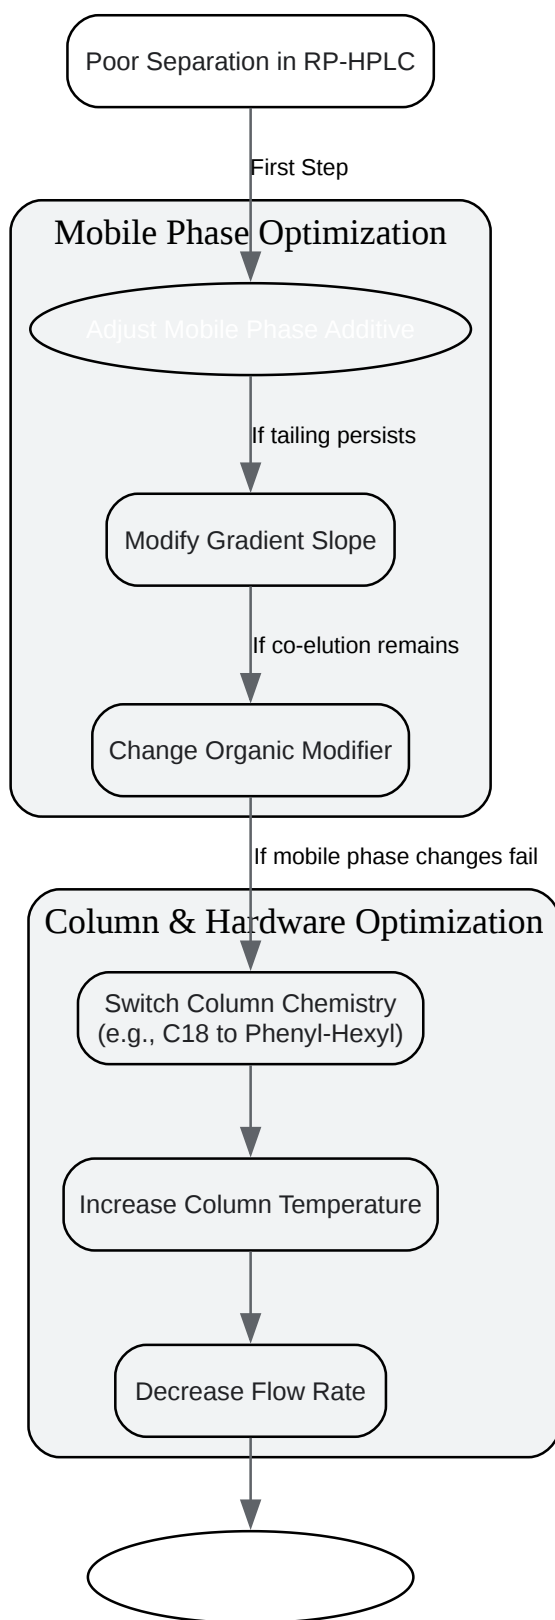 Poor Separation in RP-HPLC
First Step
Mobile Phase Optimization
Adjust Mobile Phase Additive
If tailing persists
Modify Gradient Slope
If co-elution remains
Change Organic Modifier
If mobile phase changes fail
Column & Hardware Optimization
Switch Column Chemistry
(e.g., C18 to Phenyl-Hexyl)
Increase Column Temperature
Decrease Flow Rate